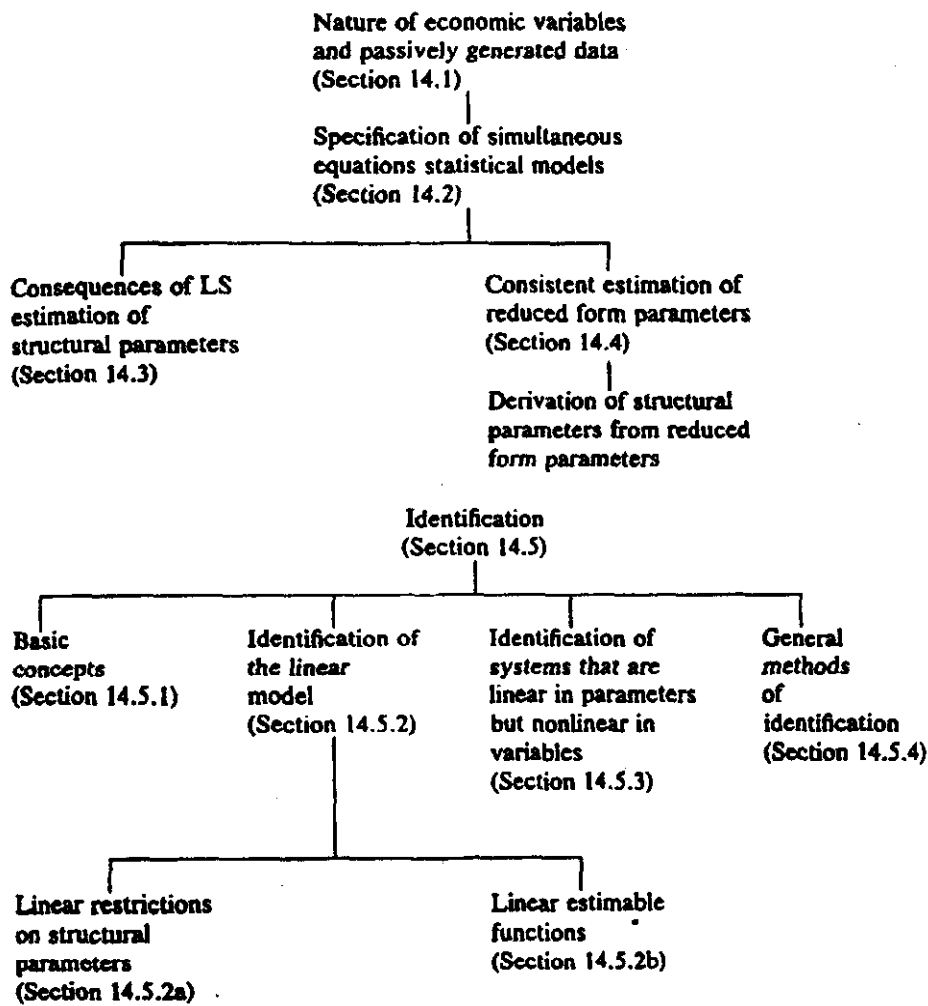 Nature of economic variables
and passively generated data
(Section 14.1)
Specification of simultaneous
equations statistical models
(Section 14.2)
Consequences of LS
estimation of
structural parameters
(Section 14.3)
Consistent estimation of
reduced form parameters
(Section 14.4)
Derivation of structural
parameters from reduced
form parameters
Identification
(Section 14.5)
Basic
concepts
(Section 14.5.1)
Identification of
the linear
model
(Section 14.5.2)
Identification of
systems that are
linear in parameters
but nonlinear in
variables
(Section 14.5.3)
General
methods
of
identification
(Section 14.5.4)
Linear restrictions
on structural
parameters
(Section 14.5.2a)
Linear estimable
functions
(Section 14.5.2b)